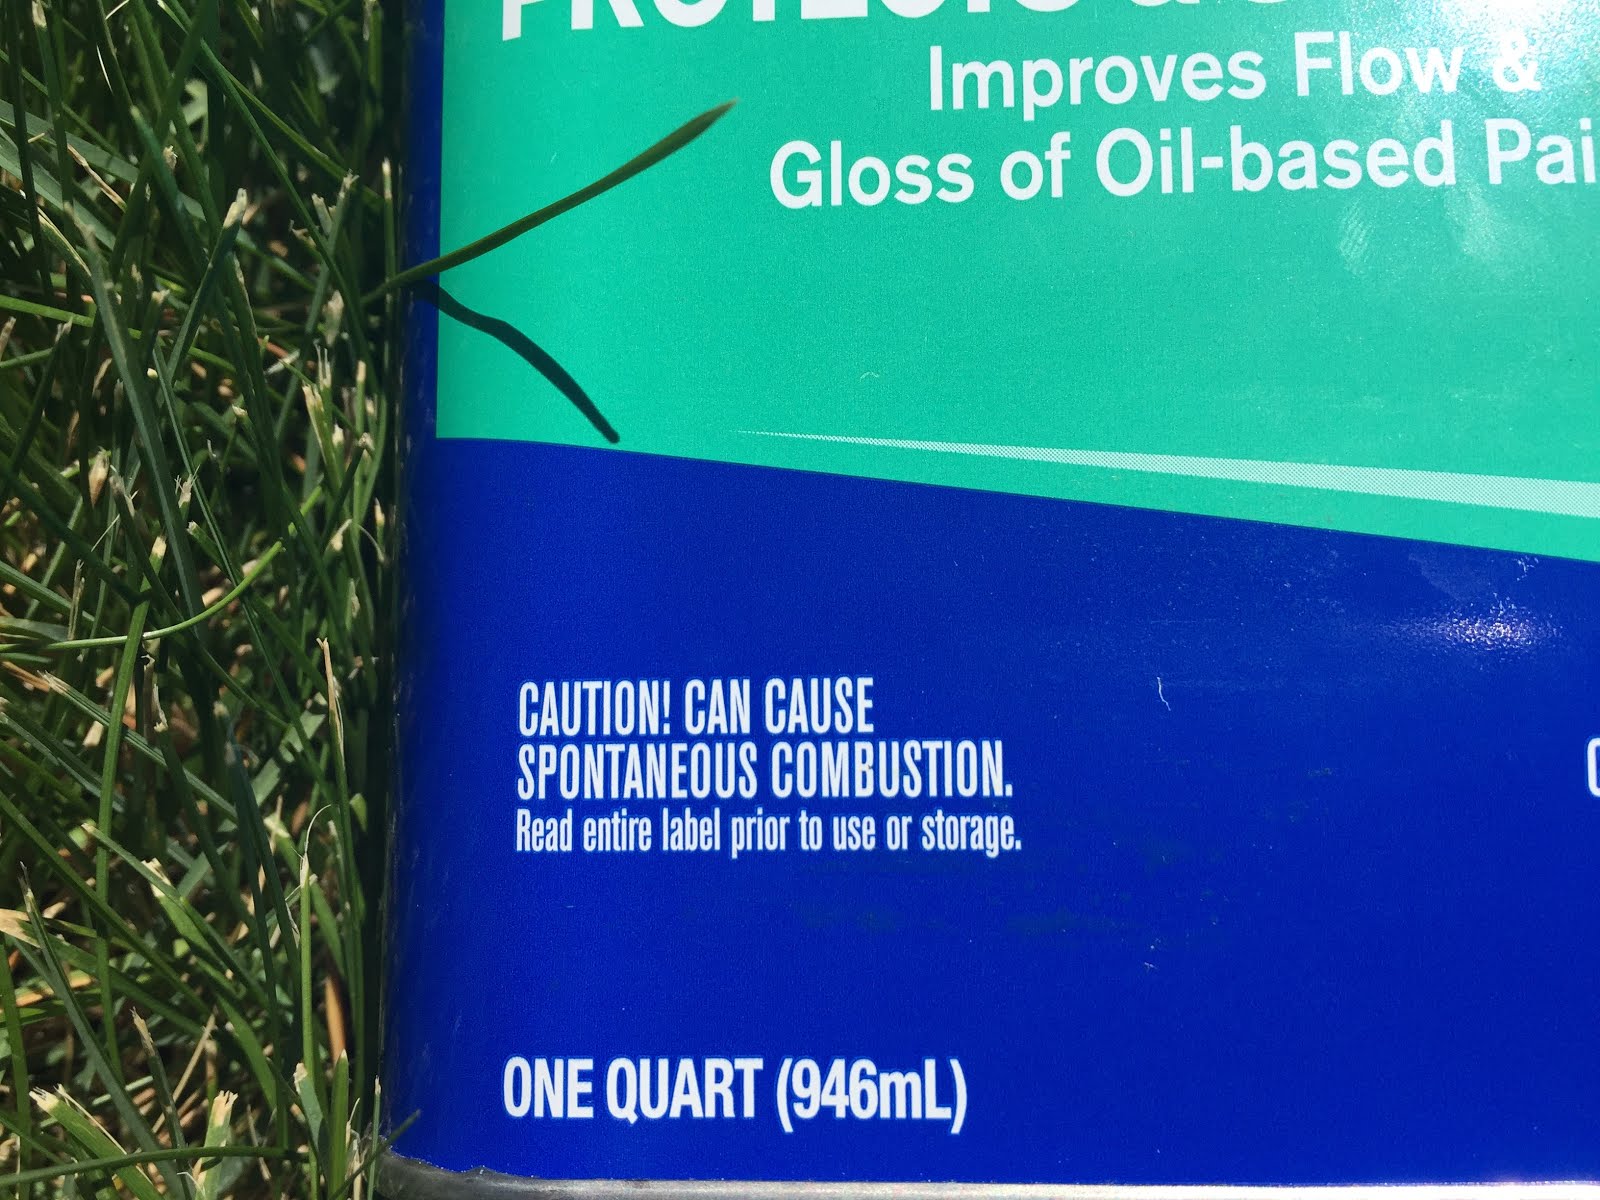 PROTECTS &
Improves Flow &
Gloss of Oil-based
CAUTION! CAN CAUSE
SPONTANEOUS COMBUSTION.
Read entire label prior to use or storage.
ONE QUART (946mL)